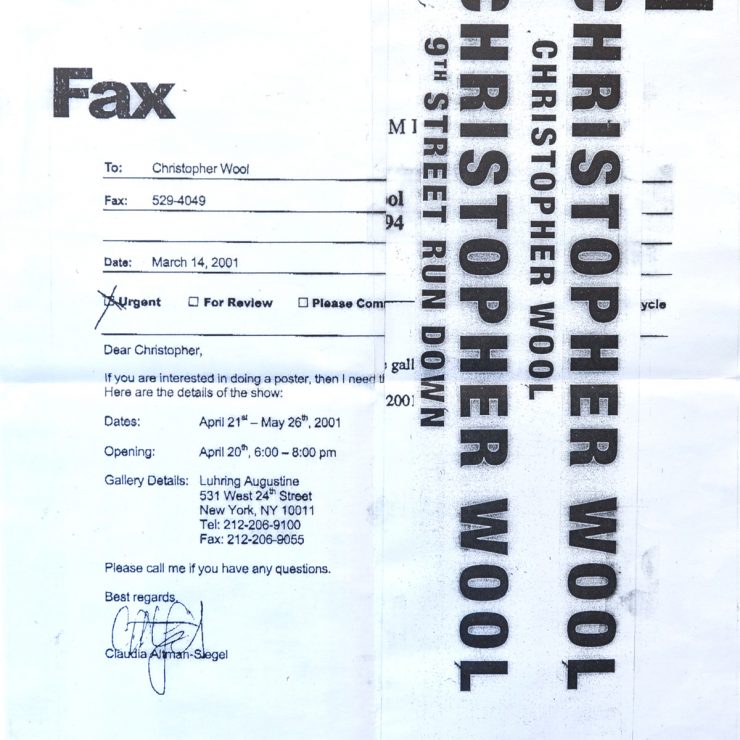 Fax
To: Christopher Wool
Fax: 529-4049
Date: March 14, 2001
Urgent ☐ For Review ☐ Please Com
Dear Christopher,
If you are interested in doing a poster, then I need
Here are the details of the show:
Dates: April 21st – May 26th, 2001
Opening: April 20th, 6:00 – 8:00 pm
Gallery Details: Luhring Augustine
531 West 24th Street
New York, NY 10011
Tel: 212-206-9100
Fax: 212-206-9055
Please call me if you have any questions.
Best regards,
Claudia Altman-Siegel
M I
ool
94
gall
2001
ycle
9TH STREET RUN DOWN
CHRISTOPHER WOOL
CHRISTOPHER WOOL
CHRISTOPHER WOOL